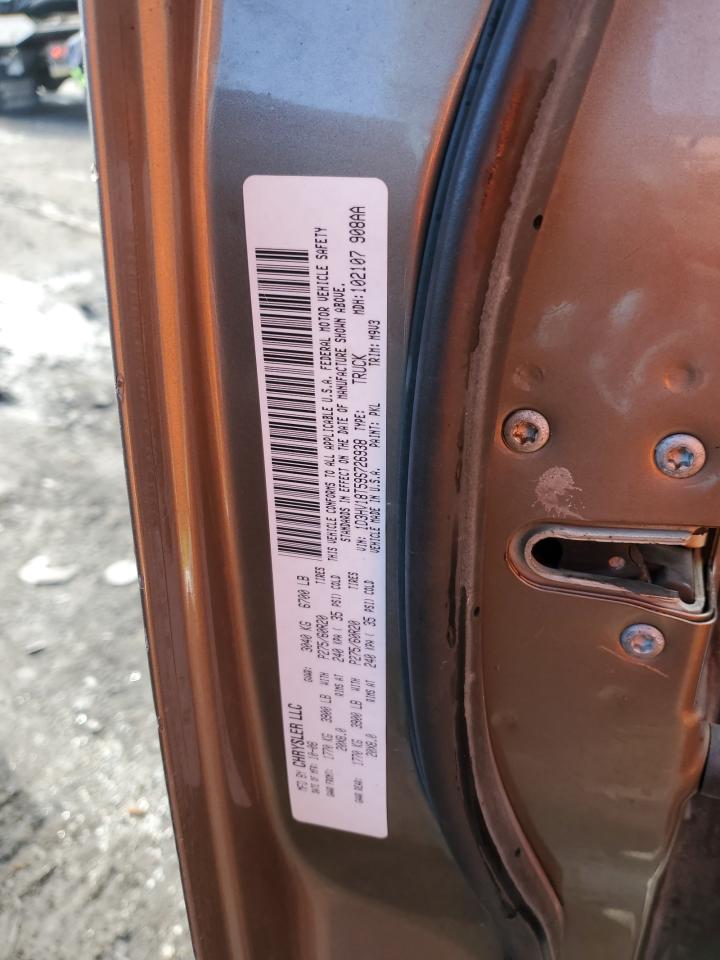 MFD BY: CHRYSLER LLC
DATE OF MFR: 10-08 GVWR: 3040 KG 6700 LB
GAWR FRONT: 1770 KG 3900 LB WITH P275/60R20 TIRES
20X8.0 RIMS AT 240 KPA ( 35 PSI) COLD
GAWR REAR: 1770 KG 3900 LB WITH P275/60R20 TIRES
20X8.0 RIMS AT 240 KPA ( 35 PSI) COLD
THIS VEHICLE CONFORMS TO ALL APPLICABLE U.S.A. FEDERAL MOTOR VEHICLE SAFETY
STANDARDS IN EFFECT ON THE DATE OF MANUFACTURE SHOWN ABOVE.
VIN: 1D3HV18T59S726938 TYPE: TRUCK MDH: 102107 908AA
VEHICLE MADE IN U.S.A. PAINT: PKL TRIM: M9V3